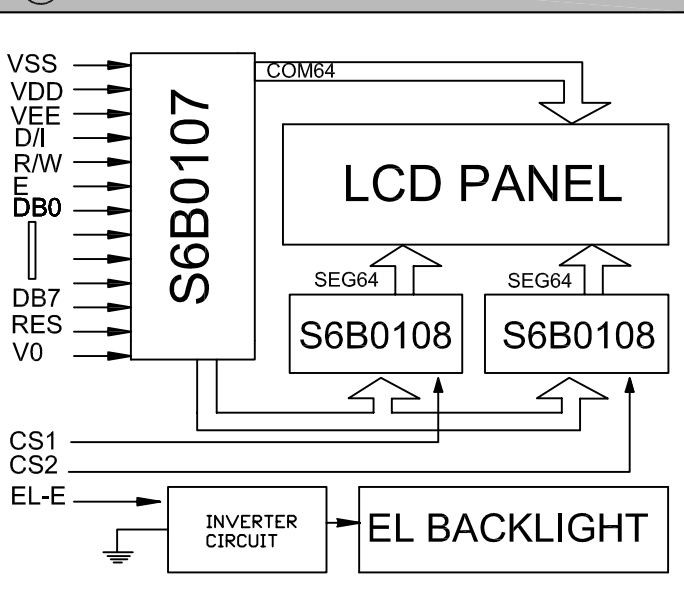 VSS
VDD
VEE
D/I
R/W
E
DB0
DB7
RES
V0
S6B0107
COM64
LCD PANEL
SEG64
SEG64
S6B0108
S6B0108
CS1
CS2
EL-E
INVERTER
CIRCUIT
EL BACKLIGHT